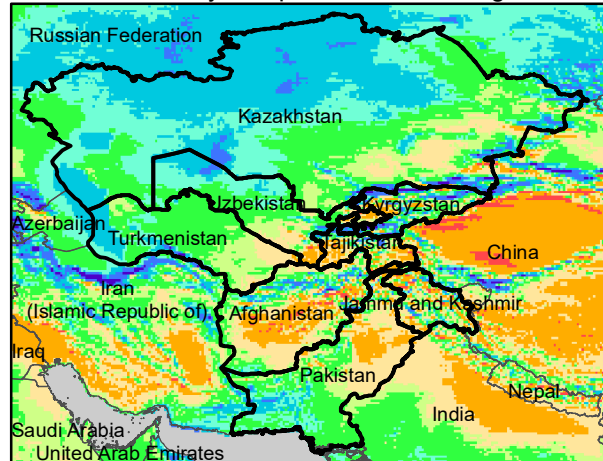 Russian Federation
Kazakhstan
Izbekistan
Kyrgyzstan
Azerbaijan
Turkmenistan
Tajikistan
China
Iran
(Islamic Republic of)
Afghanistan
Jammu and Kashmir
Iraq
Pakistan
Nepal
India
Saudi Arabia
United Arab Emirates